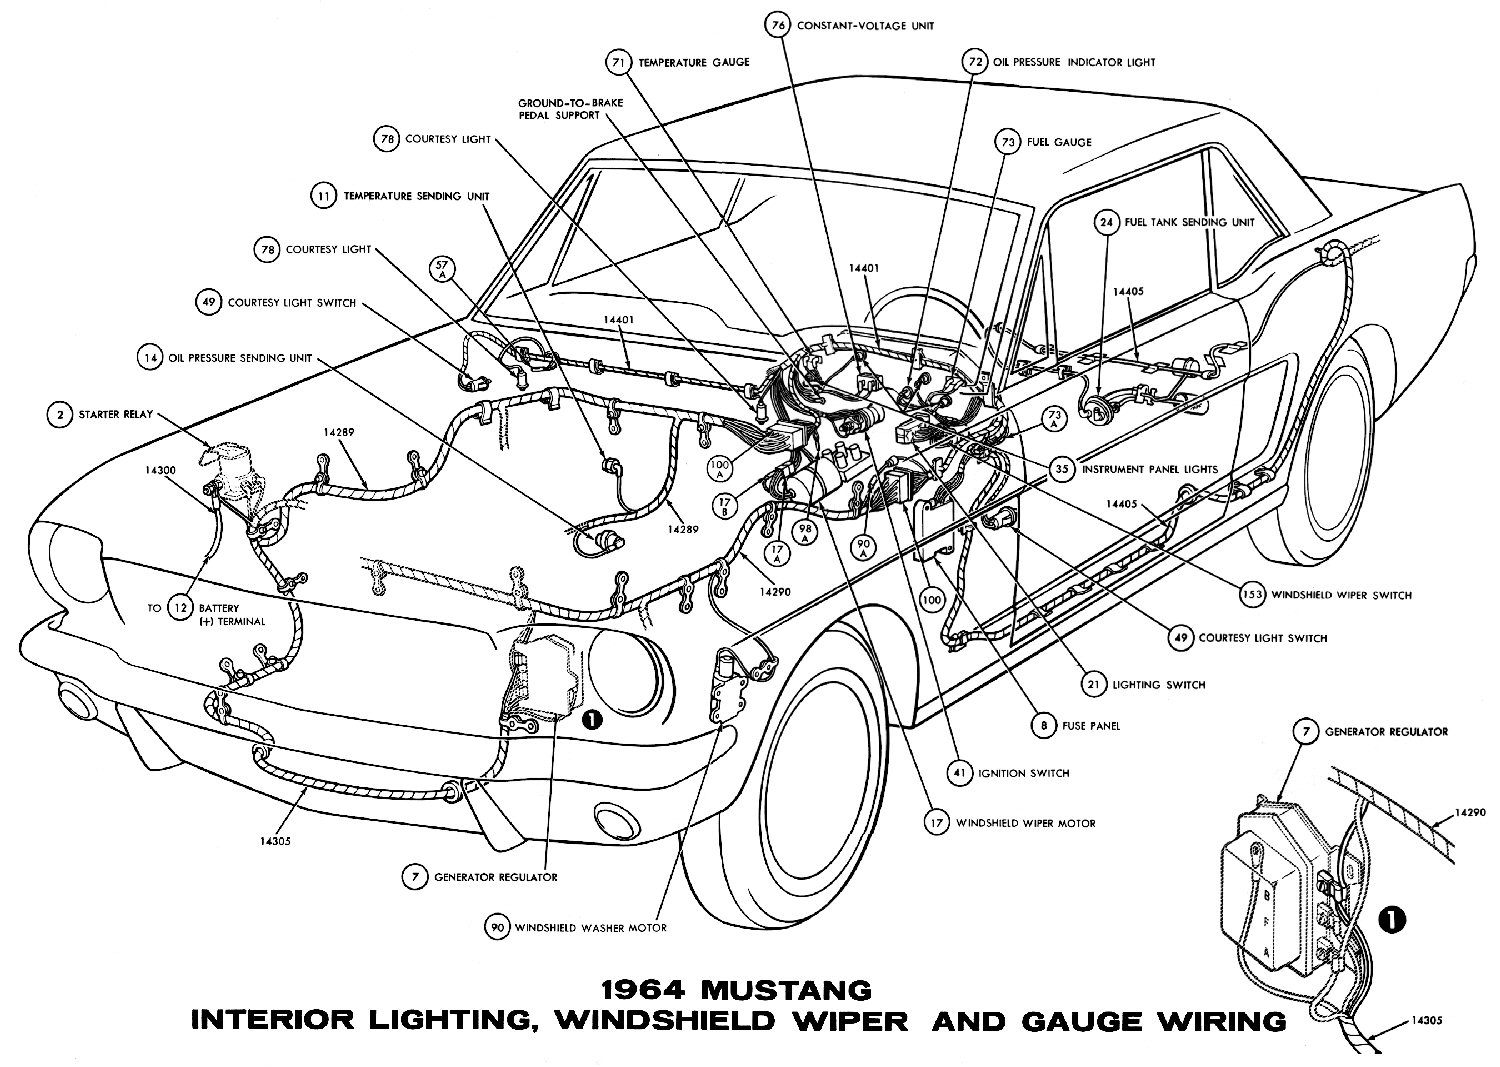 76 CONSTANT-VOLTAGE UNIT
71 TEMPERATURE GAUGE
72 OIL PRESSURE INDICATOR LIGHT
GROUND-TO-BRAKE
PEDAL SUPPORT
78 COURTESY LIGHT
73 FUEL GAUGE
11 TEMPERATURE SENDING UNIT
24 FUEL TANK SENDING UNIT
78 COURTESY LIGHT
57 A
14401
14405
49 COURTESY LIGHT SWITCH
14401
14 OIL PRESSURE SENDING UNIT
2 STARTER RELAY
73 A
14289
100 A
35 INSTRUMENT PANEL LIGHTS
14300
17 B
14405
98 A
14289
17 A
90 A
14290
100
153 WINDSHIELD WIPER SWITCH
TO 12 BATTERY
(+) TERMINAL
49 COURTESY LIGHT SWITCH
21 LIGHTING SWITCH
1
8 FUSE PANEL
7 GENERATOR REGULATOR
41 IGNITION SWITCH
14290
17 WINDSHIELD WIPER MOTOR
14305
7 GENERATOR REGULATOR
B
F
A
1
90 WINDSHIELD WASHER MOTOR
1964 MUSTANG
INTERIOR LIGHTING, WINDSHIELD WIPER AND GAUGE WIRING
14305